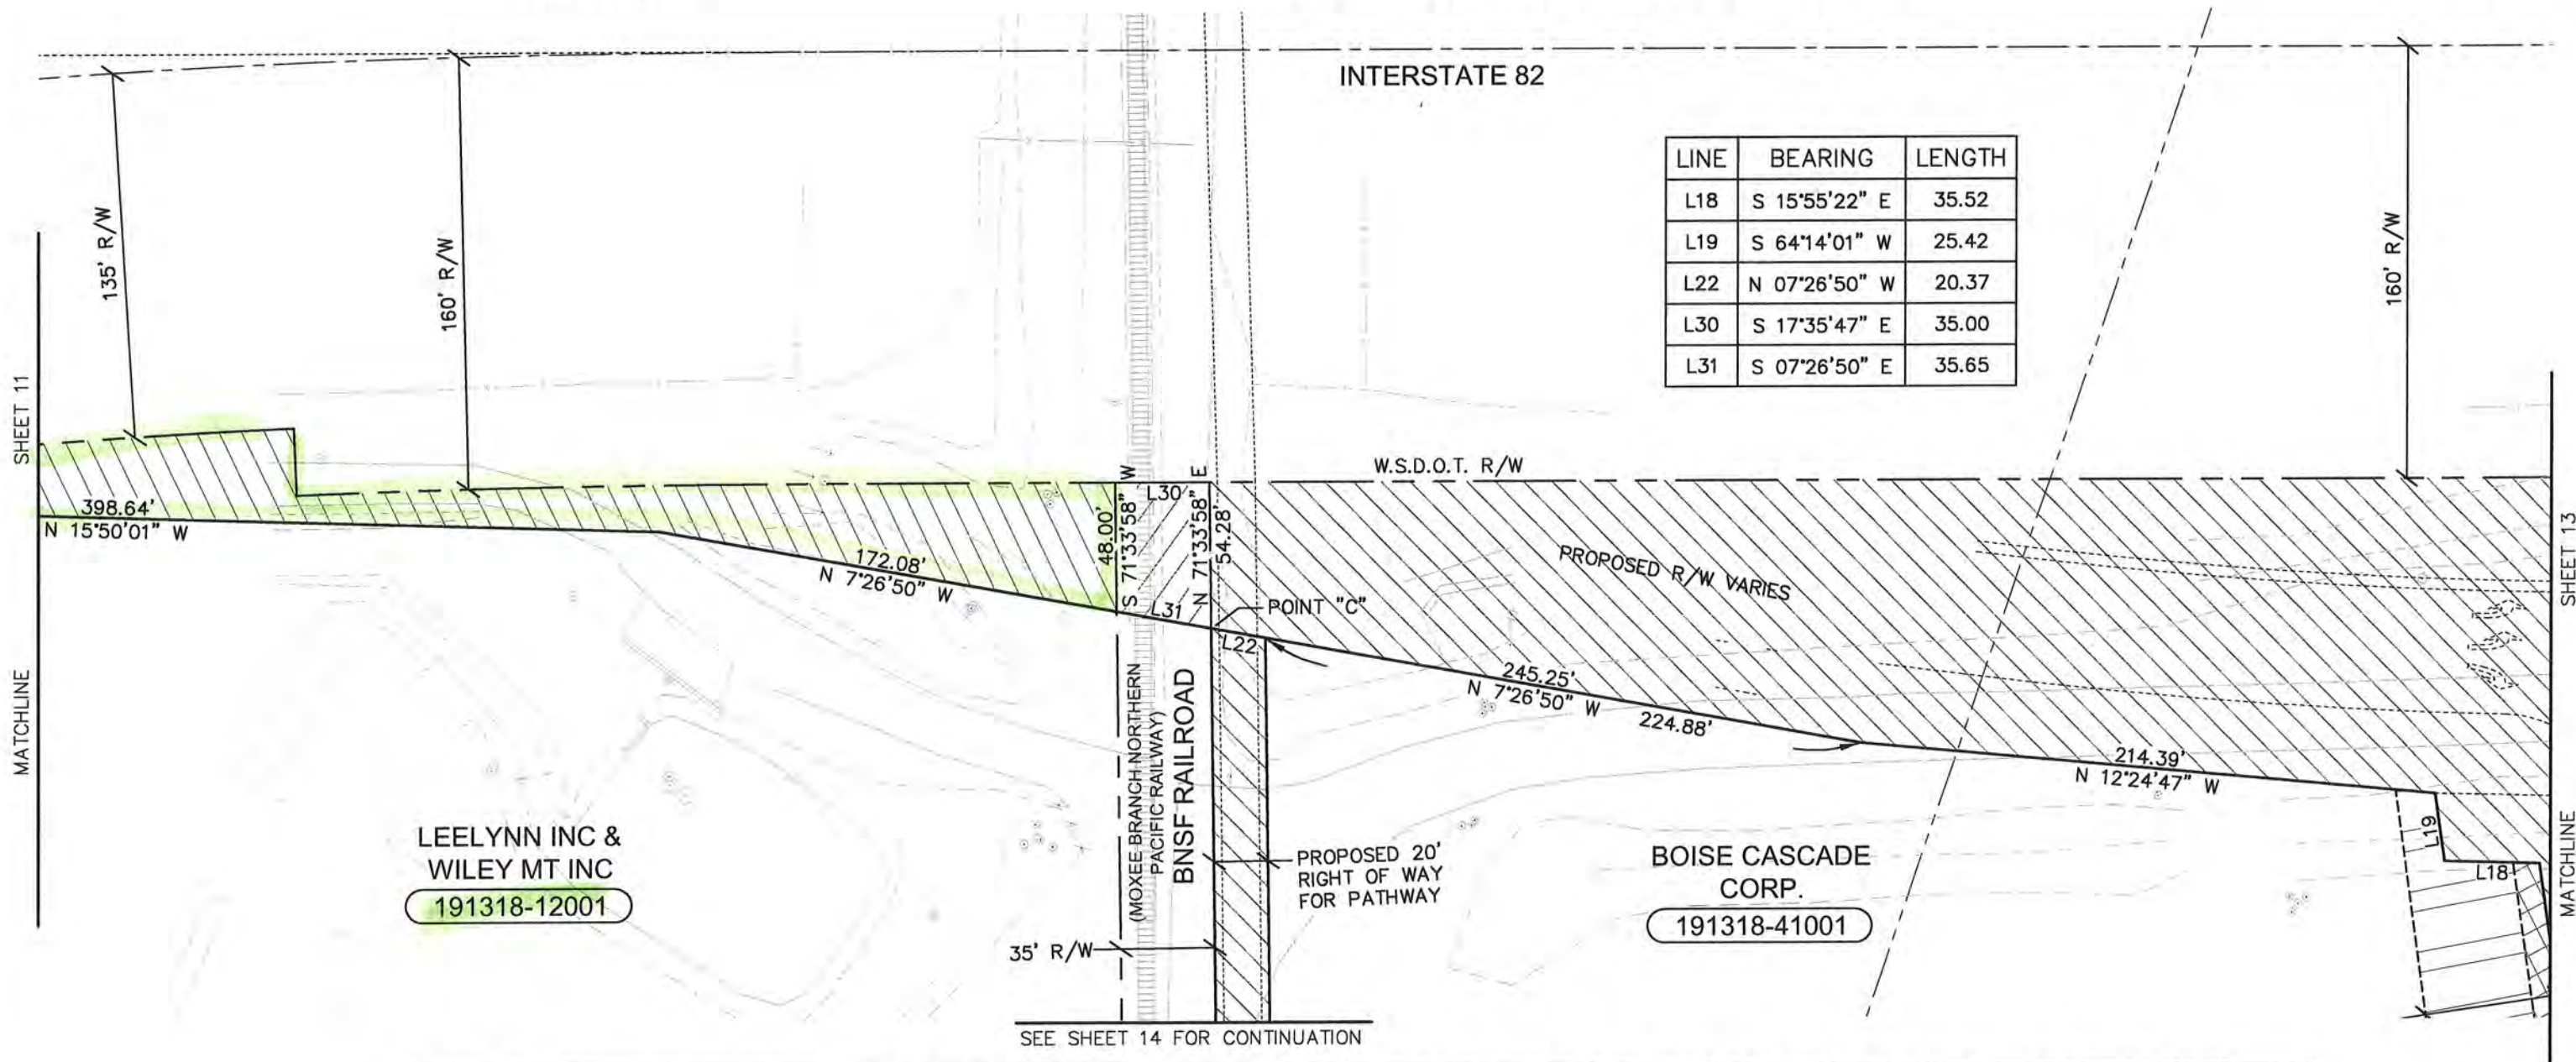 INTERSTATE 82
135' R/W
160' R/W
160' R/W
LINE BEARING LENGTH
L18 S 15°55'22" E 35.52
L19 S 64°14'01" W 25.42
L22 N 07°26'50" W 20.37
L30 S 17°35'47" E 35.00
L31 S 07°26'50" E 35.65
SHEET 11
MATCHLINE
SHEET 13
MATCHLINE
W.S.D.O.T. R/W
398.64'
N 15°50'01" W
172.08'
N 7°26'50" W
48.00'
S 71°33'58" W
L30
L31
N 71°33'58" E
54.28'
POINT "C"
L22
PROPOSED R/W VARIES
245.25'
N 7°26'50" W
224.88'
214.39'
N 12°24'47" W
L19
L18
(MOXEE BRANCH NORTHERN
PACIFIC RAILWAY)
BNSF RAILROAD
LEELYNN INC &
WILEY MT INC
191318-12001
PROPOSED 20'
RIGHT OF WAY
FOR PATHWAY
BOISE CASCADE
CORP.
191318-41001
35' R/W
SEE SHEET 14 FOR CONTINUATION